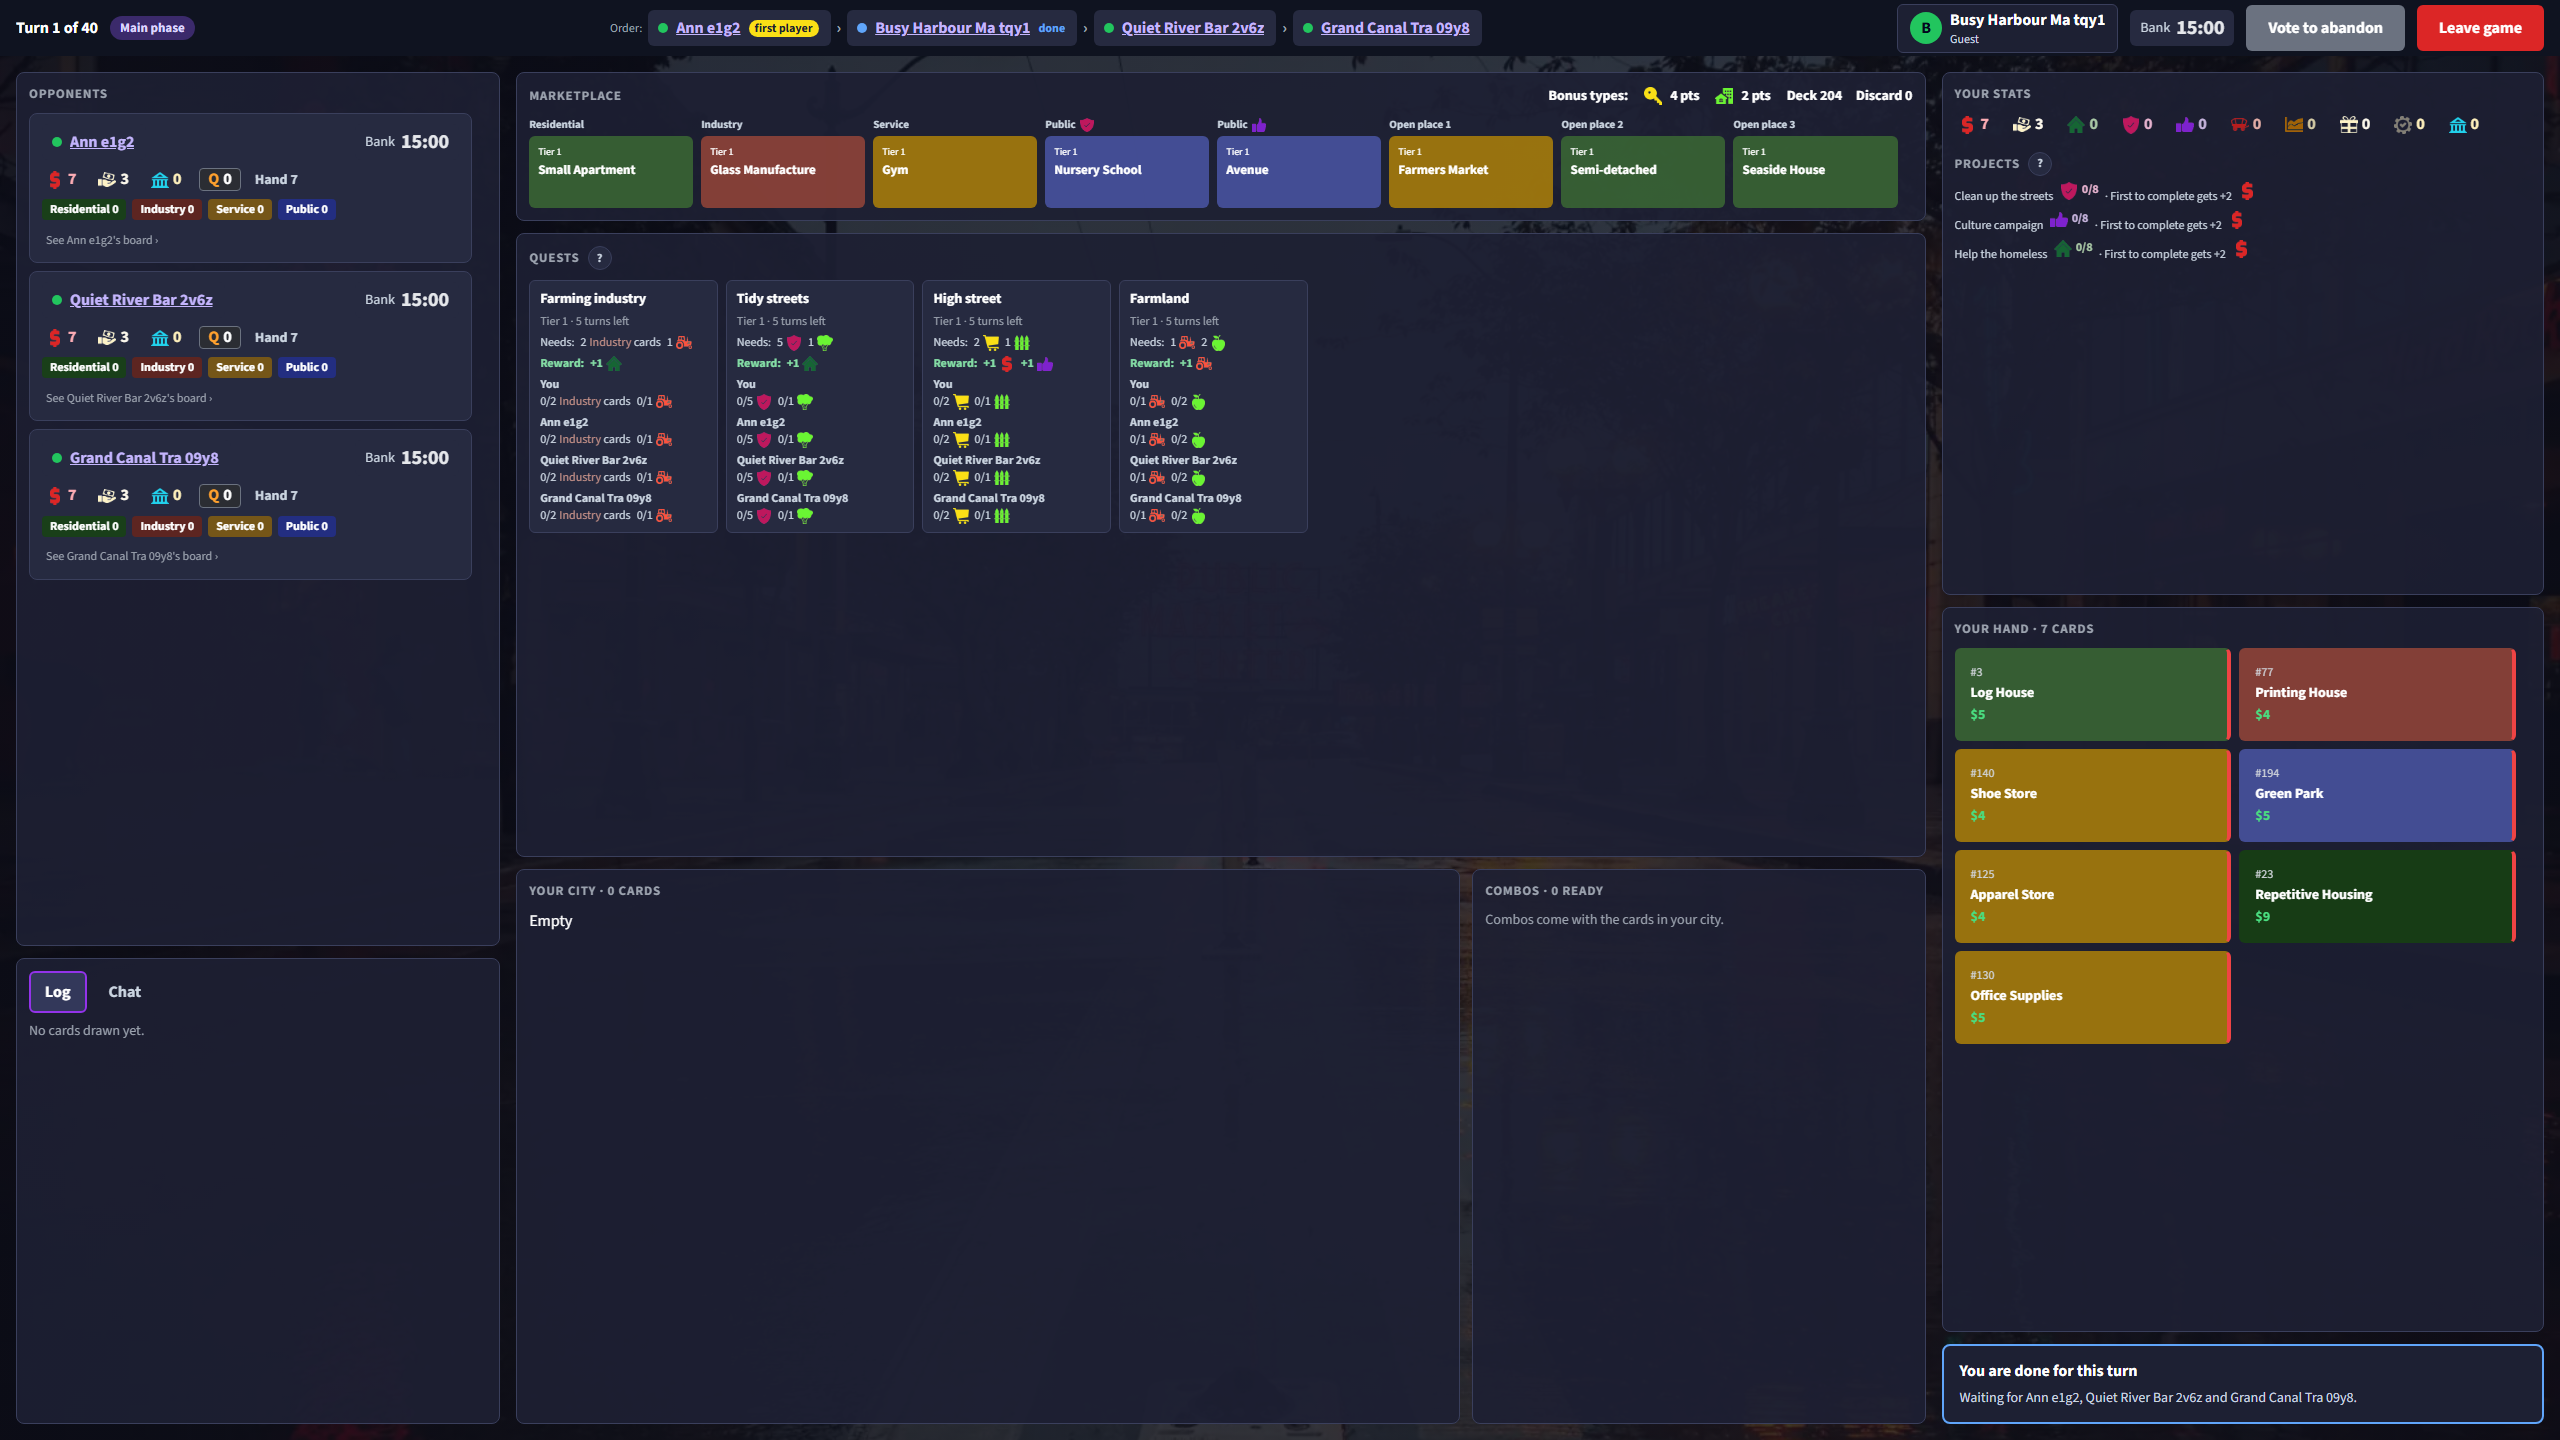 Turn 1 of 40 Main phase
Order: Ann e1g2 first player › Busy Harbour Ma tqy1 done › Quiet River Bar 2v6z › Grand Canal Tra 09y8
B Busy Harbour Ma tqy1
Guest
Bank 15:00
Vote to abandon
Leave game
OPPONENTS
Ann e1g2 Bank 15:00
7 3 0 Q 0 Hand 7
Residential 0 Industry 0 Service 0 Public 0
See Ann e1g2's board ›
Quiet River Bar 2v6z Bank 15:00
7 3 0 Q 0 Hand 7
Residential 0 Industry 0 Service 0 Public 0
See Quiet River Bar 2v6z's board ›
Grand Canal Tra 09y8 Bank 15:00
7 3 0 Q 0 Hand 7
Residential 0 Industry 0 Service 0 Public 0
See Grand Canal Tra 09y8's board ›
Log Chat
No cards drawn yet.
MARKETPLACE
Bonus types: 4 pts 2 pts Deck 204 Discard 0
Residential
Tier 1
Small Apartment
Industry
Tier 1
Glass Manufacture
Service
Tier 1
Gym
Public
Tier 1
Nursery School
Public
Tier 1
Avenue
Open place 1
Tier 1
Farmers Market
Open place 2
Tier 1
Semi-detached
Open place 3
Tier 1
Seaside House
QUESTS ?
Farming industry
Tier 1 · 5 turns left
Needs: 2 Industry cards 1
Reward: +1
You
0/2 Industry cards 0/1
Ann e1g2
0/2 Industry cards 0/1
Quiet River Bar 2v6z
0/2 Industry cards 0/1
Grand Canal Tra 09y8
0/2 Industry cards 0/1
Tidy streets
Tier 1 · 5 turns left
Needs: 5 1
Reward: +1
You
0/5 0/1
Ann e1g2
0/5 0/1
Quiet River Bar 2v6z
0/5 0/1
Grand Canal Tra 09y8
0/5 0/1
High street
Tier 1 · 5 turns left
Needs: 2 1
Reward: +1 +1
You
0/2 0/1
Ann e1g2
0/2 0/1
Quiet River Bar 2v6z
0/2 0/1
Grand Canal Tra 09y8
0/2 0/1
Farmland
Tier 1 · 5 turns left
Needs: 1 2
Reward: +1
You
0/1 0/2
Ann e1g2
0/1 0/2
Quiet River Bar 2v6z
0/1 0/2
Grand Canal Tra 09y8
0/1 0/2
YOUR CITY · 0 CARDS
Empty
COMBOS · 0 READY
Combos come with the cards in your city.
YOUR STATS
7 3 0 0 0 0 0 0 0 0
PROJECTS ?
Clean up the streets 0/8 · First to complete gets +2
Culture campaign 0/8 · First to complete gets +2
Help the homeless 0/8 · First to complete gets +2
YOUR HAND · 7 CARDS
#3
Log House
$5
#77
Printing House
$4
#140
Shoe Store
$4
#194
Green Park
$5
#125
Apparel Store
$4
#23
Repetitive Housing
$9
#130
Office Supplies
$5
You are done for this turn
Waiting for Ann e1g2, Quiet River Bar 2v6z and Grand Canal Tra 09y8.